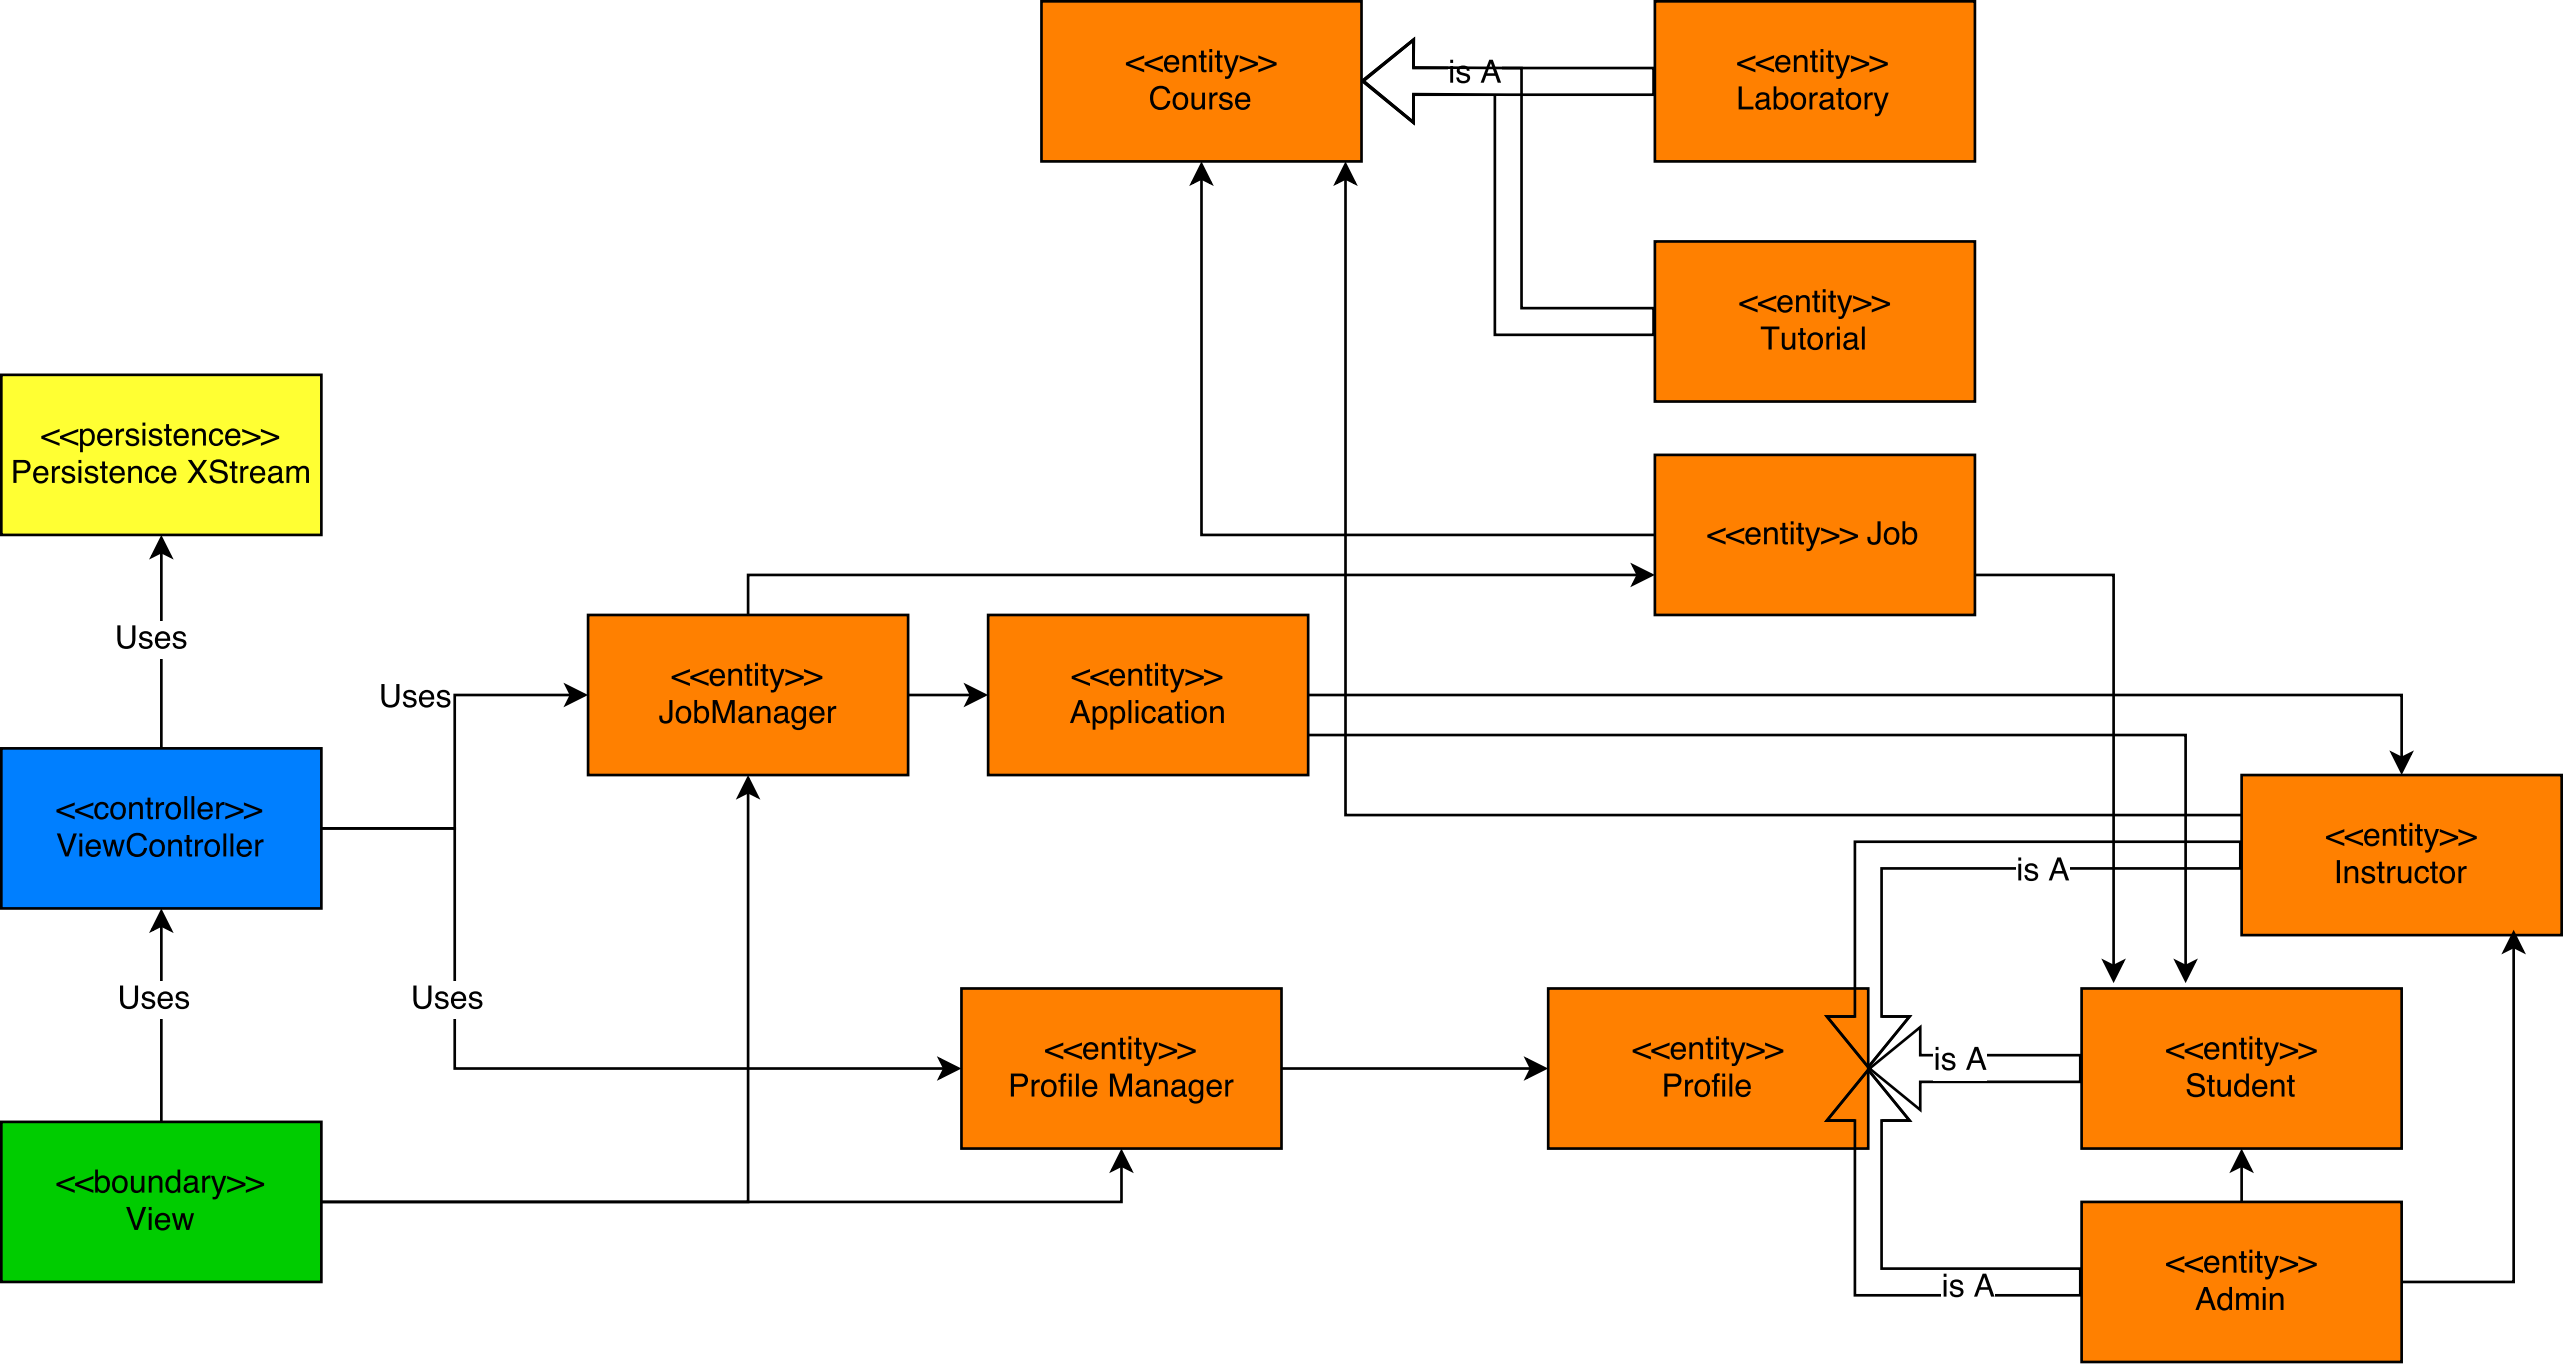 <<entity>>
Course
is A
<<entity>>
Laboratory
<<entity>>
Tutorial
<<persistence>>
Persistence XStream
<<entity>> Job
Uses
Uses
<<entity>>
JobManager
<<entity>>
Application
<<controller>>
ViewController
<<entity>>
Instructor
is A
Uses
Uses
<<entity>>
Profile Manager
<<entity>>
Profile
is A
<<entity>>
Student
<<boundary>>
View
is A
<<entity>>
Admin